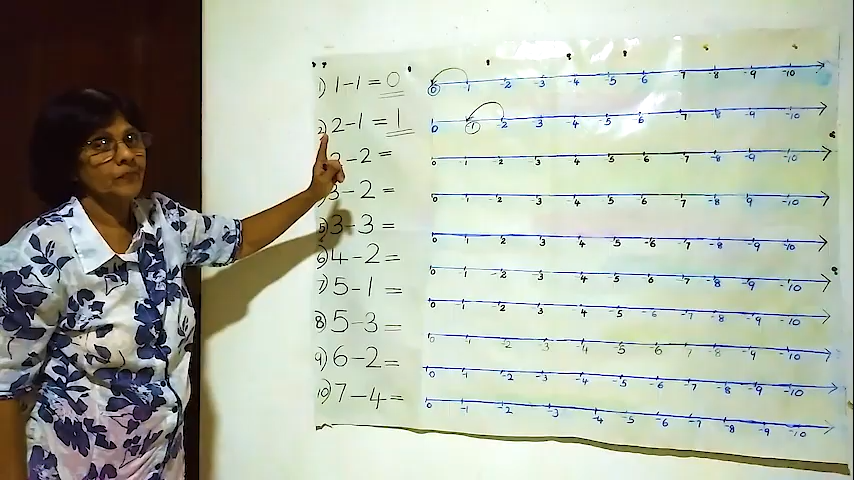 1) 1 - 1 = 0 0 1 2 3 4 5 6 7 8 9 10
2) 2 - 1 = 1 0 1 2 3 4 5 6 7 8 9 10
- 2 = 0 1 2 3 4 5 6 7 8 9 10
3 - 2 = 0 1 2 3 4 5 6 7 8 9 10
5) 3 - 3 = 0 1 2 3 4 5 6 7 8 9 10
6) 4 - 2 = 0 1 2 3 4 5 6 7 8 9 10
7) 5 - 1 = 0 1 2 3 4 5 6 7 8 9 10
8) 5 - 3 = 0 1 2 3 4 5 6 7 8 9 10
9) 6 - 2 = 0 1 2 3 4 5 6 7 8 9 10
10) 7 - 4 = 0 1 2 3 4 5 6 7 8 9 10